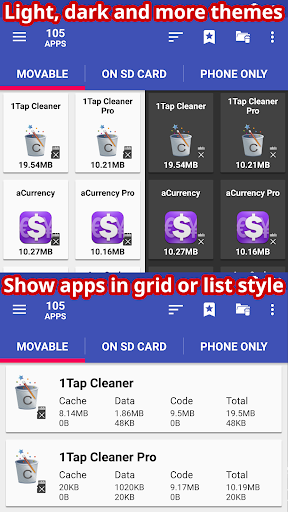 Light, dark and more themes
105
APPS
MOVABLE ON SD CARD PHONE ONLY
1Tap Cleaner 1Tap Cleaner Pro 1Tap Cleaner 1Tap Cleaner Pro
19.54MB 10.21MB 19.54MB 10.21MB
aCurrency aCurrency Pro aCurrency aCurrency Pro
10.27MB 10.16MB 10.27MB 10.16MB
Show apps in grid or list style
105
APPS
MOVABLE ON SD CARD PHONE ONLY
1Tap Cleaner
Cache Data Code Total
8.14MB 1.86MB 9.5MB 19.5MB
0B 48KB 0B 48KB
1Tap Cleaner Pro
Cache Data Code Total
20KB 1020KB 9.17MB 10.19MB
0B 20KB 0B 20KB